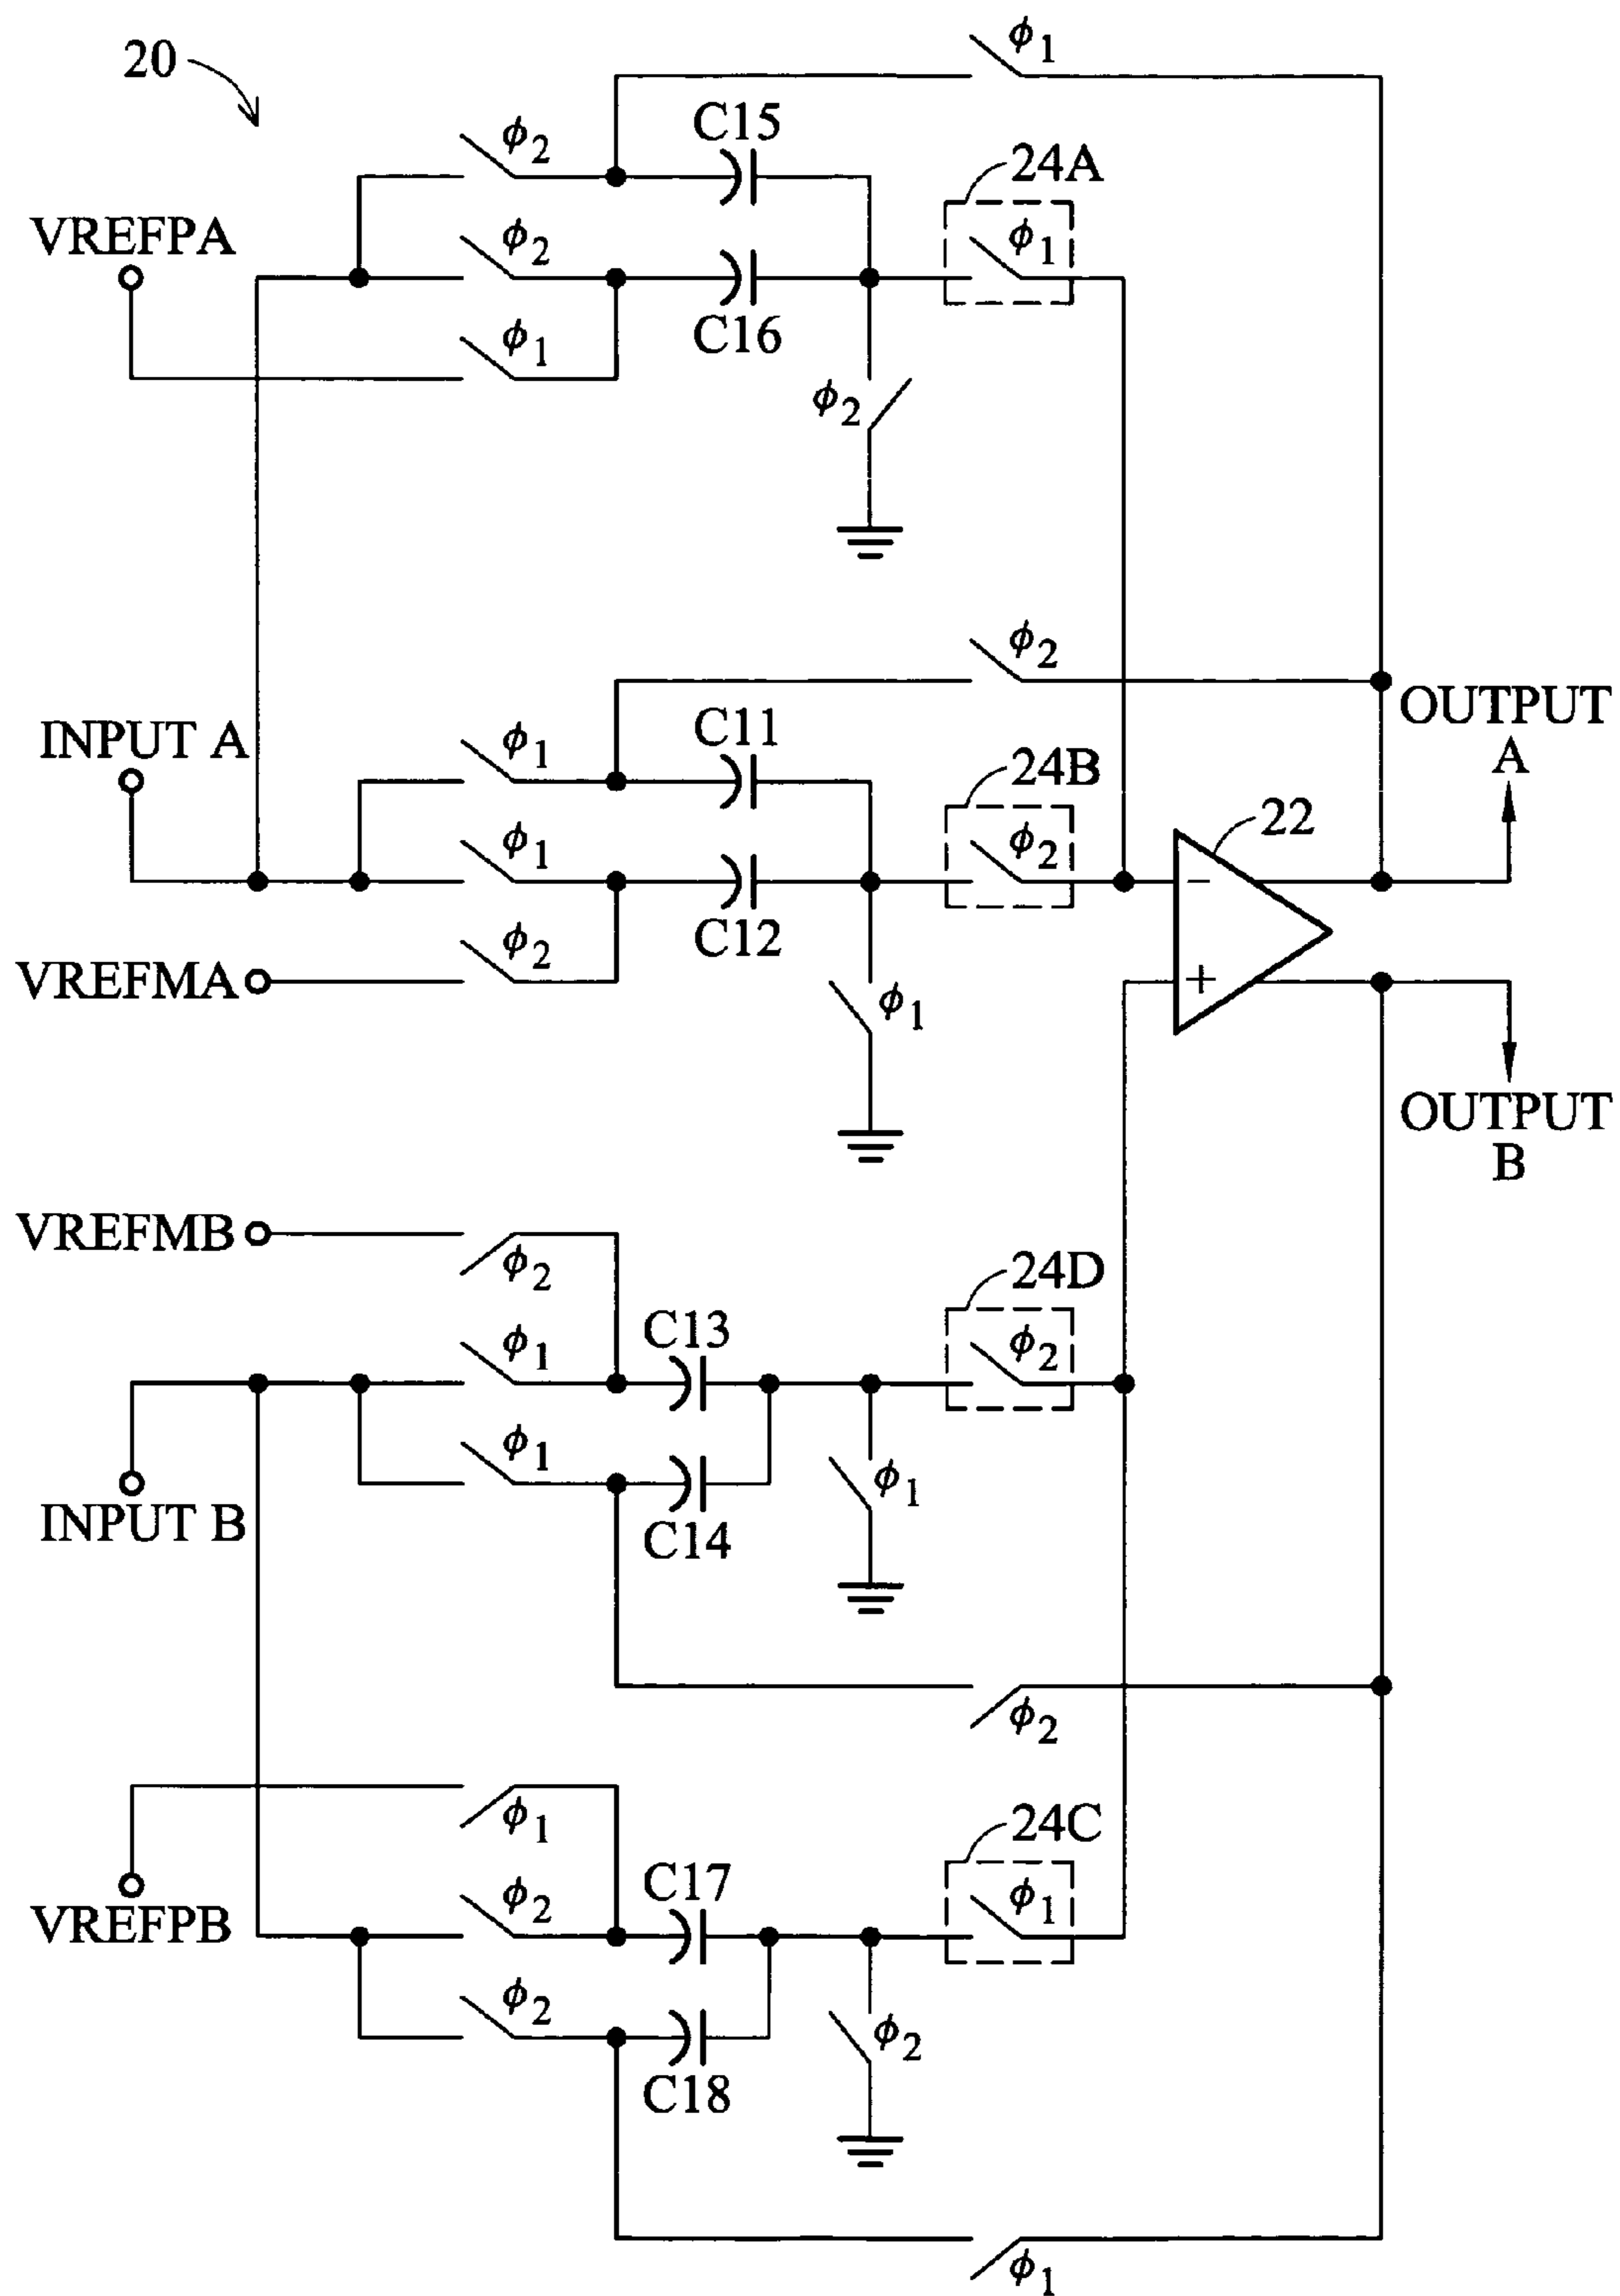 20
ϕ1
ϕ2
C15
24A
VREFPA
ϕ2
ϕ1
C16
ϕ1
ϕ2
ϕ2
INPUT A
ϕ1
C11
24B
OUTPUT
A
22
ϕ1
ϕ2
−
C12
VREFMA
ϕ2
+
ϕ1
OUTPUT
B
VREFMB
ϕ2
24D
C13
ϕ1
ϕ2
ϕ1
ϕ1
INPUT B
C14
ϕ2
ϕ1
24C
C17
VREFPB
ϕ2
ϕ1
ϕ2
ϕ2
C18
ϕ1